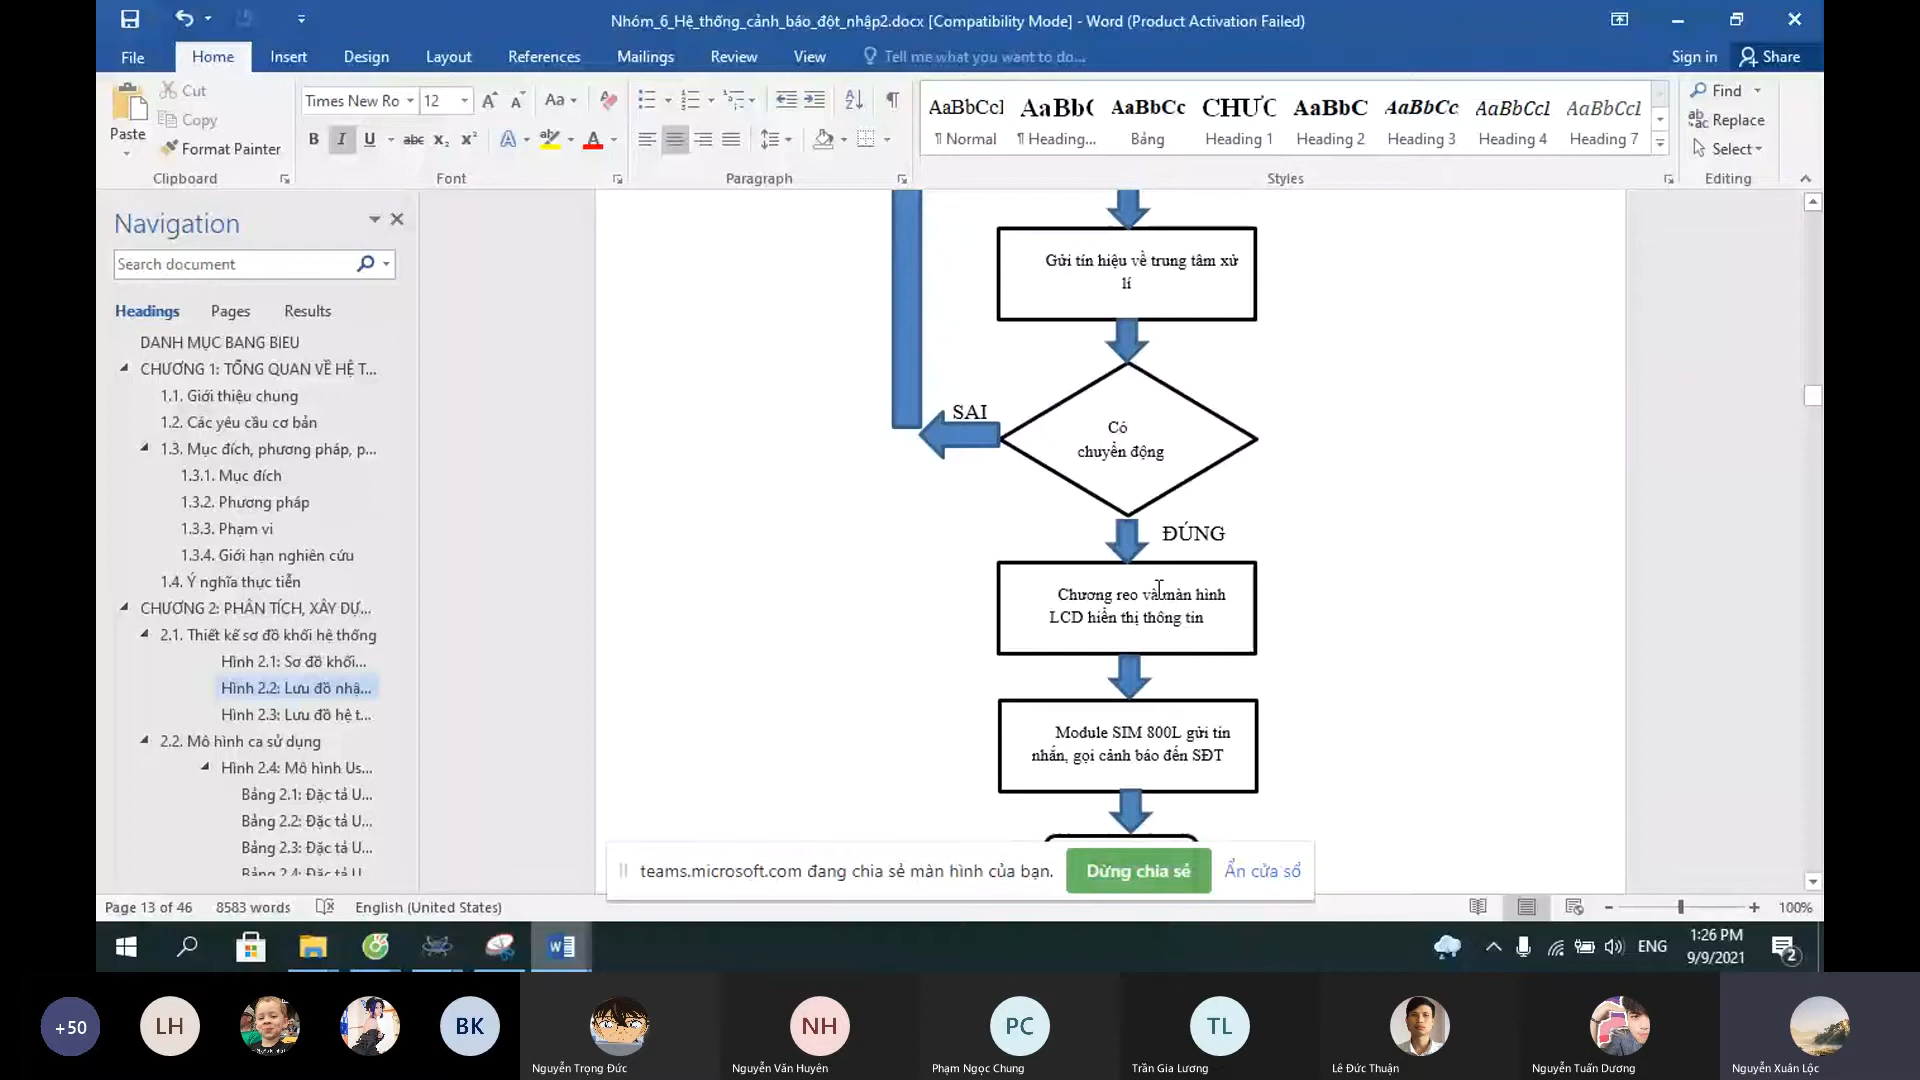 Nhóm_6_Hệ_thống_cảnh_báo_đột_nhập2.docx [Compatibility Mode] - Word (Product Activation Failed)
File
Home
Insert
Design
Layout
References
Mailings
Review
View
Tell me what you want to do...
Sign in
Share
Paste
Cut
Copy
Format Painter
Clipboard
Times New Ro
12
Font
Paragraph
AaBbCcI
AaBb(
AaBbCc
CHƯC
AaBbC
AaBbCc
AaBbCcI
AaBbCcI
¶ Normal
¶ Heading...
Bảng
Heading 1
Heading 2
Heading 3
Heading 4
Heading 7
Styles
Find
Replace
Select
Editing
Navigation
Search document
Headings
Pages
Results
DANH MỤC BANG BIEU
CHƯƠNG 1: TỔNG QUAN VỀ HỆ T...
1.1. Giới thiệu chung
1.2. Các yêu cầu cơ bản
1.3. Mục đích, phương pháp, p...
1.3.1. Mục đích
1.3.2. Phương pháp
1.3.3. Phạm vi
1.3.4. Giới hạn nghiên cứu
1.4. Ý nghĩa thực tiễn
CHƯƠNG 2: PHÂN TÍCH, XÂY DỰ...
2.1. Thiết kế sơ đồ khối hệ thống
Hình 2.1: Sơ đồ khối...
Hình 2.2: Lưu đồ nhậ...
Hình 2.3: Lưu đồ hệ t...
2.2. Mô hình ca sử dụng
Hình 2.4: Mô hình Us...
Bảng 2.1: Đặc tả U...
Bảng 2.2: Đặc tả U...
Bảng 2.3: Đặc tả U...
Bảng 2.4: Đặc tả U...
Gửi tín hiệu về trung tâm xử
lí
SAI
Có
chuyển động
ĐÚNG
Chương reo và màn hình
LCD hiển thị thông tin
Module SIM 800L gửi tin
nhắn, gọi cảnh báo đến SĐT
teams.microsoft.com đang chia sẻ màn hình của bạn.
Dừng chia sẻ
Ẩn cửa sổ
Page 13 of 46
8583 words
English (United States)
100%
ENG
1:26 PM
9/9/2021
2
+50
LH
BK
NH
PC
TL
Nguyễn Trọng Đức
Nguyễn Văn Huyên
Phạm Ngọc Chung
Trần Gia Lương
Lê Đức Thuận
Nguyễn Tuấn Dương
Nguyễn Xuân Lộc